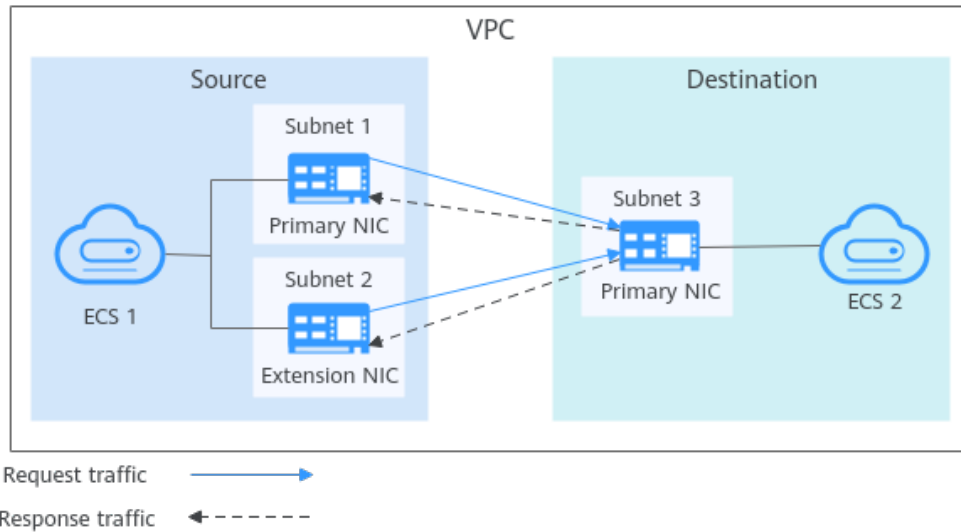 VPC
Source
Destination
Subnet 1
Primary NIC
Subnet 2
Extension NIC
ECS 1
Subnet 3
Primary NIC
ECS 2
Request traffic
Response traffic